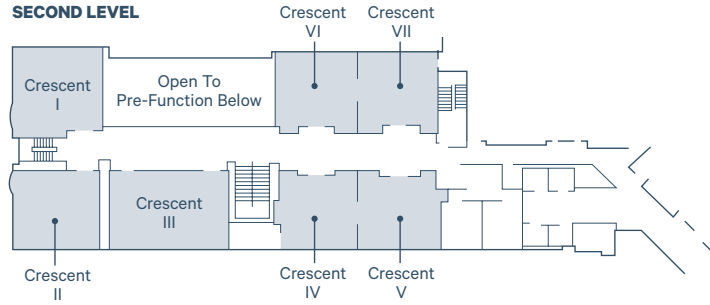 SECOND LEVEL
Crescent
VI
Crescent
VII
Crescent
I
Open To
Pre-Function Below
Crescent
III
Crescent
II
Crescent
IV
Crescent
V